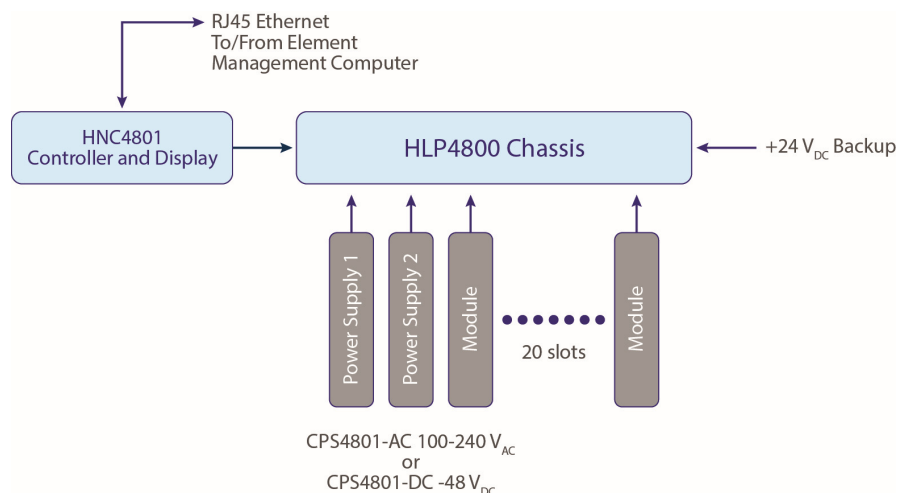 RJ45 Ethernet
To/From Element
Management Computer
HNC4801
Controller and Display
HLP4800 Chassis
+24 VDC Backup
Power Supply 1
Power Supply 2
Module
Module
20 slots
CPS4801-AC 100-240 VAC
or
CPS4801-DC -48 VDC